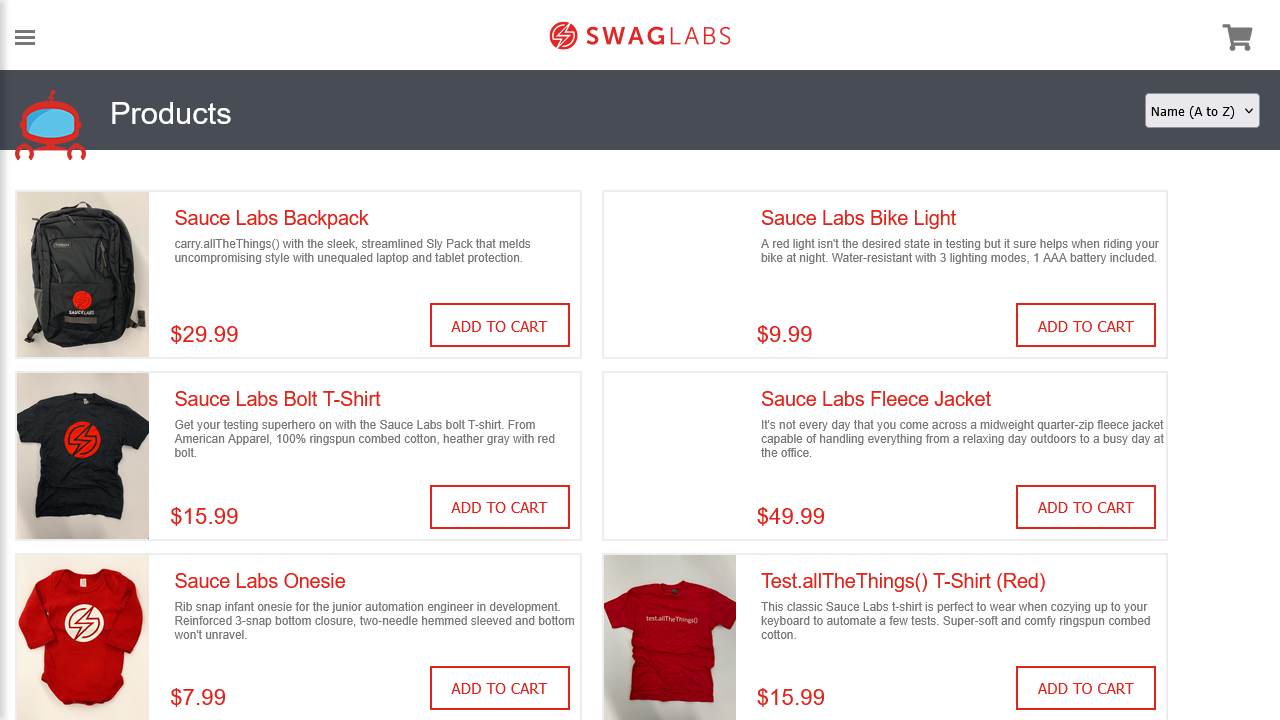 SWAGLABS
Products
Name (A to Z)
Sauce Labs Backpack
carry.allTheThings() with the sleek, streamlined Sly Pack that melds
uncompromising style with unequaled laptop and tablet protection.
$29.99
ADD TO CART
SAUCELABS
Sauce Labs Bike Light
A red light isn't the desired state in testing but it sure helps when riding your
bike at night. Water-resistant with 3 lighting modes, 1 AAA battery included.
$9.99
ADD TO CART
Sauce Labs Bolt T-Shirt
Get your testing superhero on with the Sauce Labs bolt T-shirt. From
American Apparel, 100% ringspun combed cotton, heather gray with red
bolt.
$15.99
ADD TO CART
Sauce Labs Fleece Jacket
It's not every day that you come across a midweight quarter-zip fleece jacket
capable of handling everything from a relaxing day outdoors to a busy day at
the office.
$49.99
ADD TO CART
Sauce Labs Onesie
Rib snap infant onesie for the junior automation engineer in development.
Reinforced 3-snap bottom closure, two-needle hemmed sleeved and bottom
won't unravel.
$7.99
ADD TO CART
test.allTheThings()
Test.allTheThings() T-Shirt (Red)
This classic Sauce Labs t-shirt is perfect to wear when cozying up to your
keyboard to automate a few tests. Super-soft and comfy ringspun combed
cotton.
$15.99
ADD TO CART